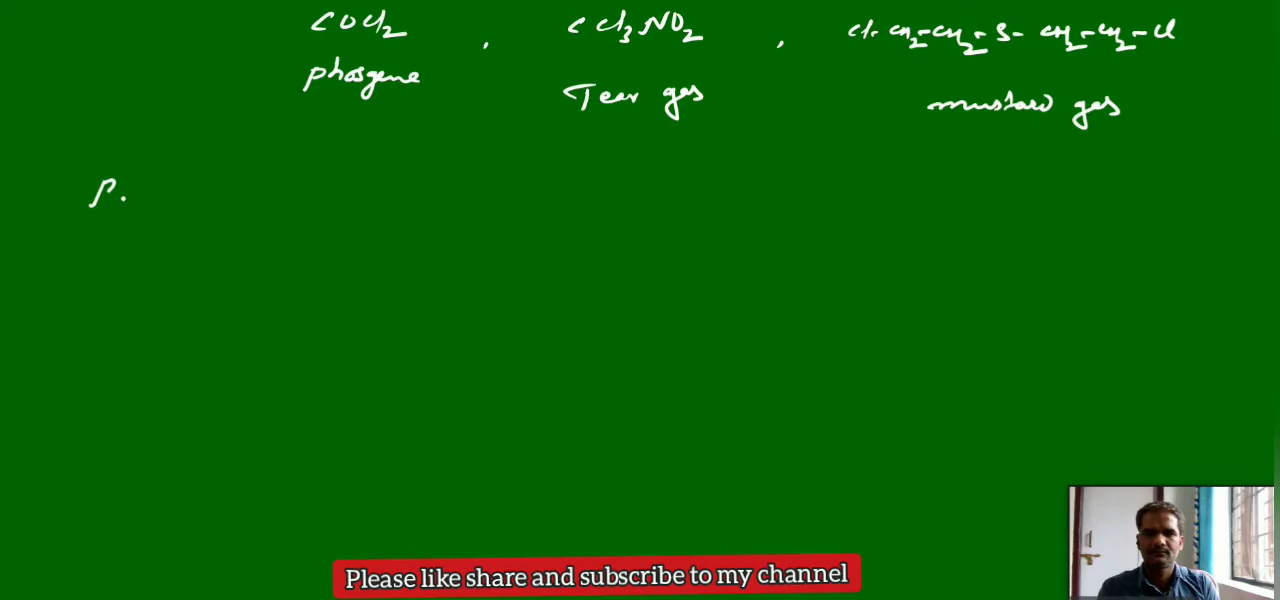 COCl₂ , CCl₃NO₂ , Cl-CH₂-CH₂-S-CH₂-CH₂-Cl
phosgene Tear gas mustard gas
P.
Please like share and subscribe to my channel